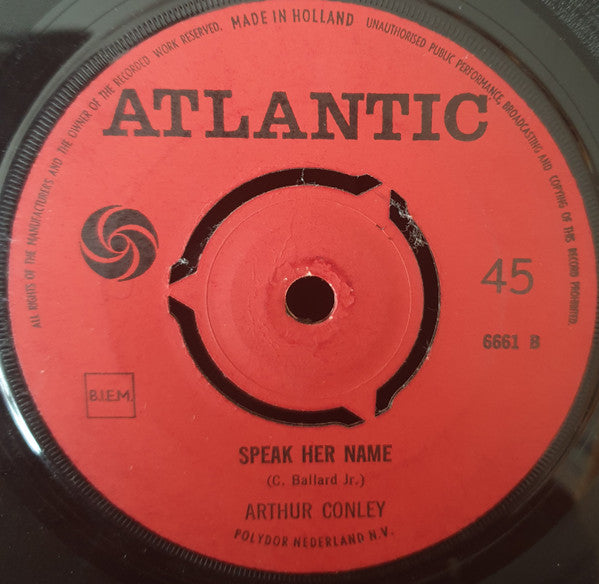 ALL RIGHTS OF THE MANUFACTURERS AND THE OWNER OF THE RECORDED WORK RESERVED. MADE IN HOLLAND UNAUTHORISED PUBLIC PERFORMANCE, BROADCASTING AND COPYING OF THIS RECORD PROHIBITED.
ATLANTIC
45
6661 B
B.I.E.M.
SPEAK HER NAME
(C. Ballard Jr.)
ARTHUR CONLEY
POLYDOR NEDERLAND N.V.